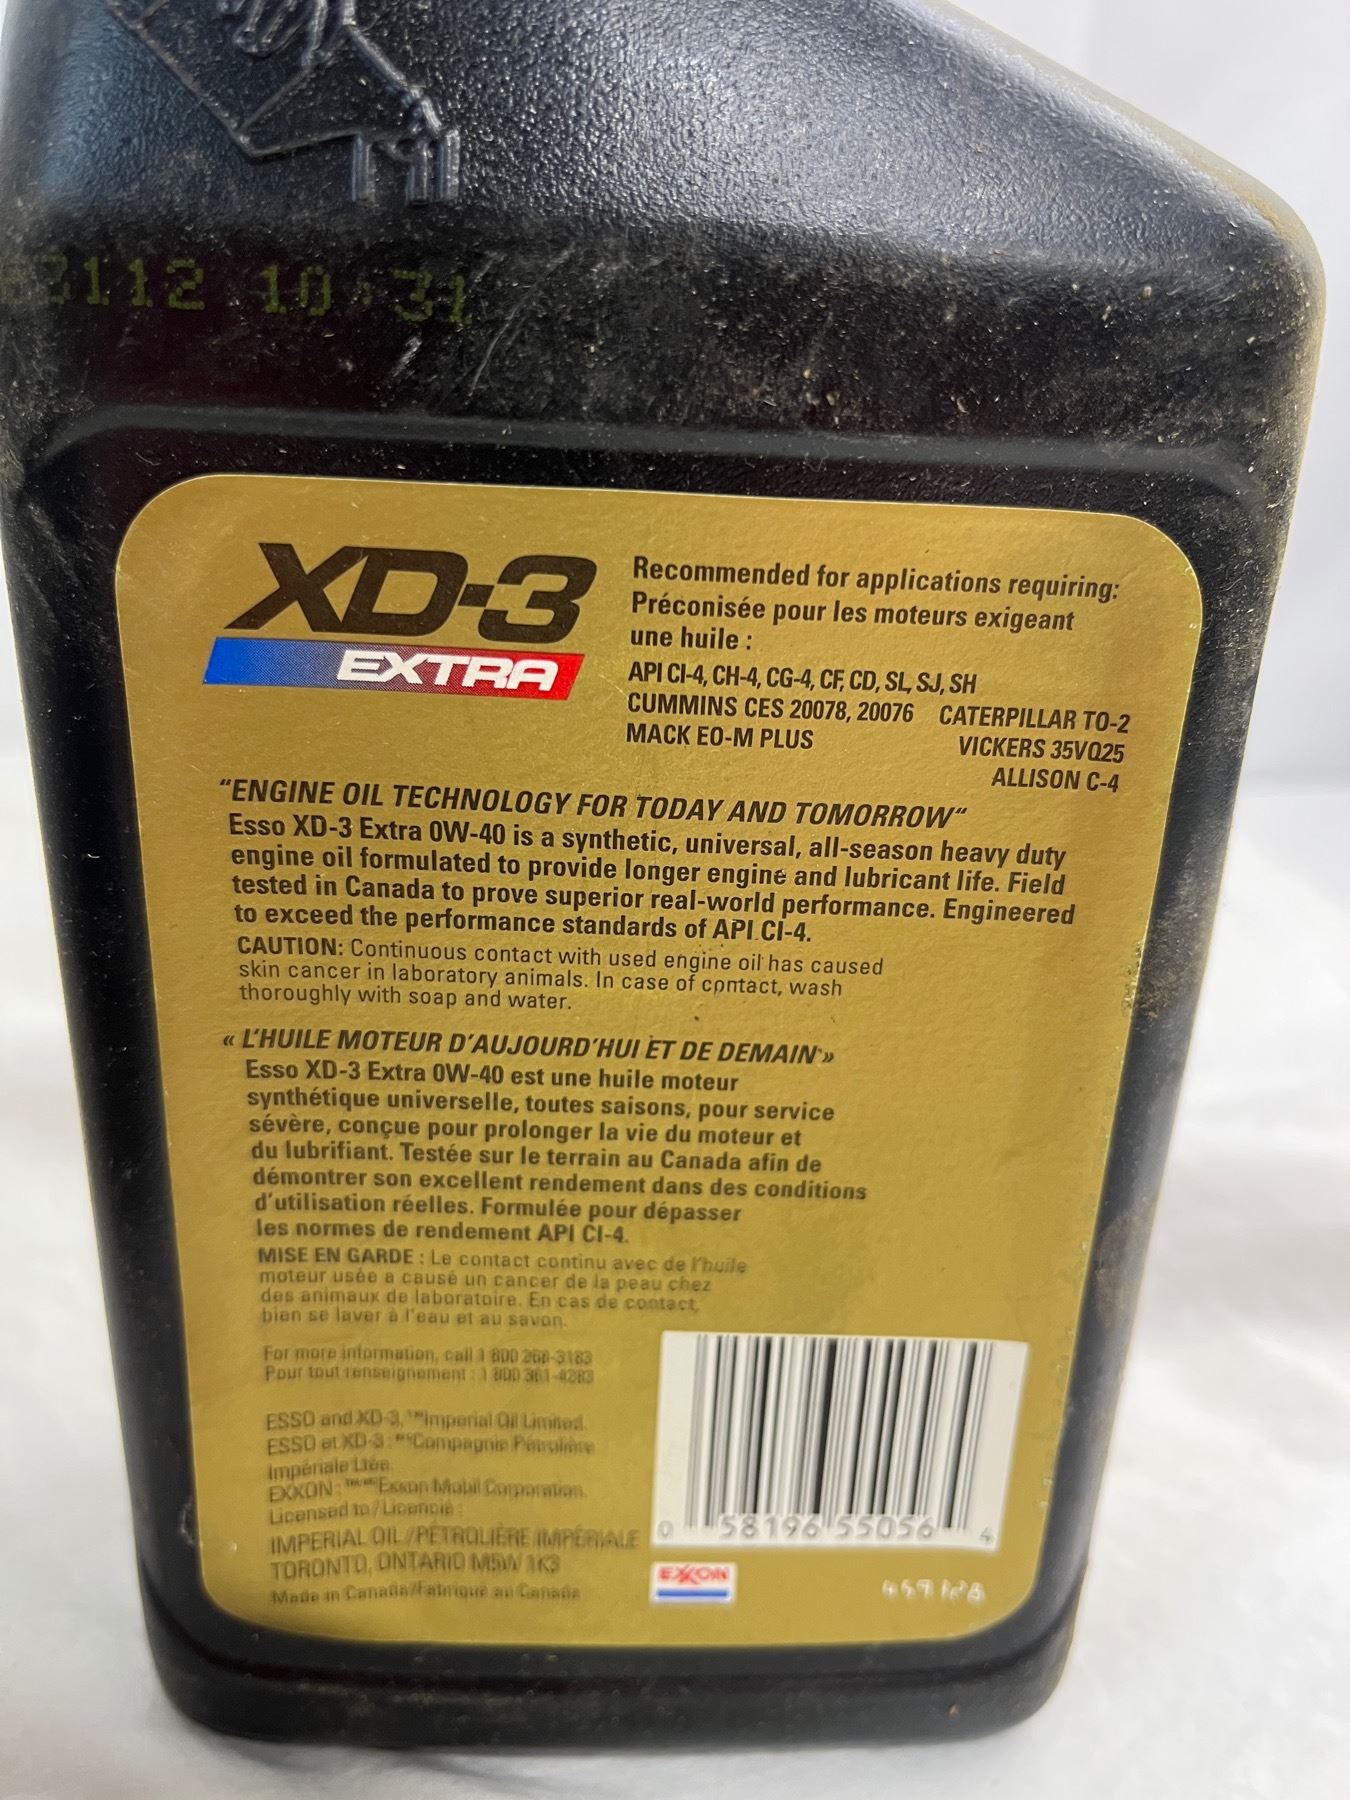 3112 10 31
XD-3
EXTRA
Recommended for applications requiring:
Préconisée pour les moteurs exigeant
une huile :
API CI-4, CH-4, CG-4, CF, CD, SL, SJ, SH
CUMMINS CES 20078, 20076 CATERPILLAR TO-2
MACK EO-M PLUS VICKERS 35VQ25
ALLISON C-4
"ENGINE OIL TECHNOLOGY FOR TODAY AND TOMORROW"
Esso XD-3 Extra 0W-40 is a synthetic, universal, all-season heavy duty
engine oil formulated to provide longer engine and lubricant life. Field
tested in Canada to prove superior real-world performance. Engineered
to exceed the performance standards of API CI-4.
CAUTION: Continuous contact with used engine oil has caused
skin cancer in laboratory animals. In case of contact, wash
thoroughly with soap and water.
« L'HUILE MOTEUR D'AUJOURD'HUI ET DE DEMAIN »
Esso XD-3 Extra 0W-40 est une huile moteur
synthétique universelle, toutes saisons, pour service
sévère, conçue pour prolonger la vie du moteur et
du lubrifiant. Testée sur le terrain au Canada afin de
démontrer son excellent rendement dans des conditions
d'utilisation réelles. Formulée pour dépasser
les normes de rendement API CI-4.
MISE EN GARDE : Le contact continu avec de l'huile
moteur usée a causé un cancer de la peau chez
des animaux de laboratoire. En cas de contact,
bien se laver à l'eau et au savon.
For more information, call 1 800 268-3183
Pour tout renseignement : 1 800 361-4283
ESSO and XD-3, Imperial Oil Limited.
ESSO et XD-3 : Compagnie Pétrolière
Impériale Ltée.
EXXON : Exxon Mobil Corporation.
Licensed to / Licencié :
IMPERIAL OIL / PÉTROLIÈRE IMPÉRIALE
TORONTO, ONTARIO M5W 1K3
Made in Canada/Fabriqué au Canada
0 58196 55056 4
EXXON